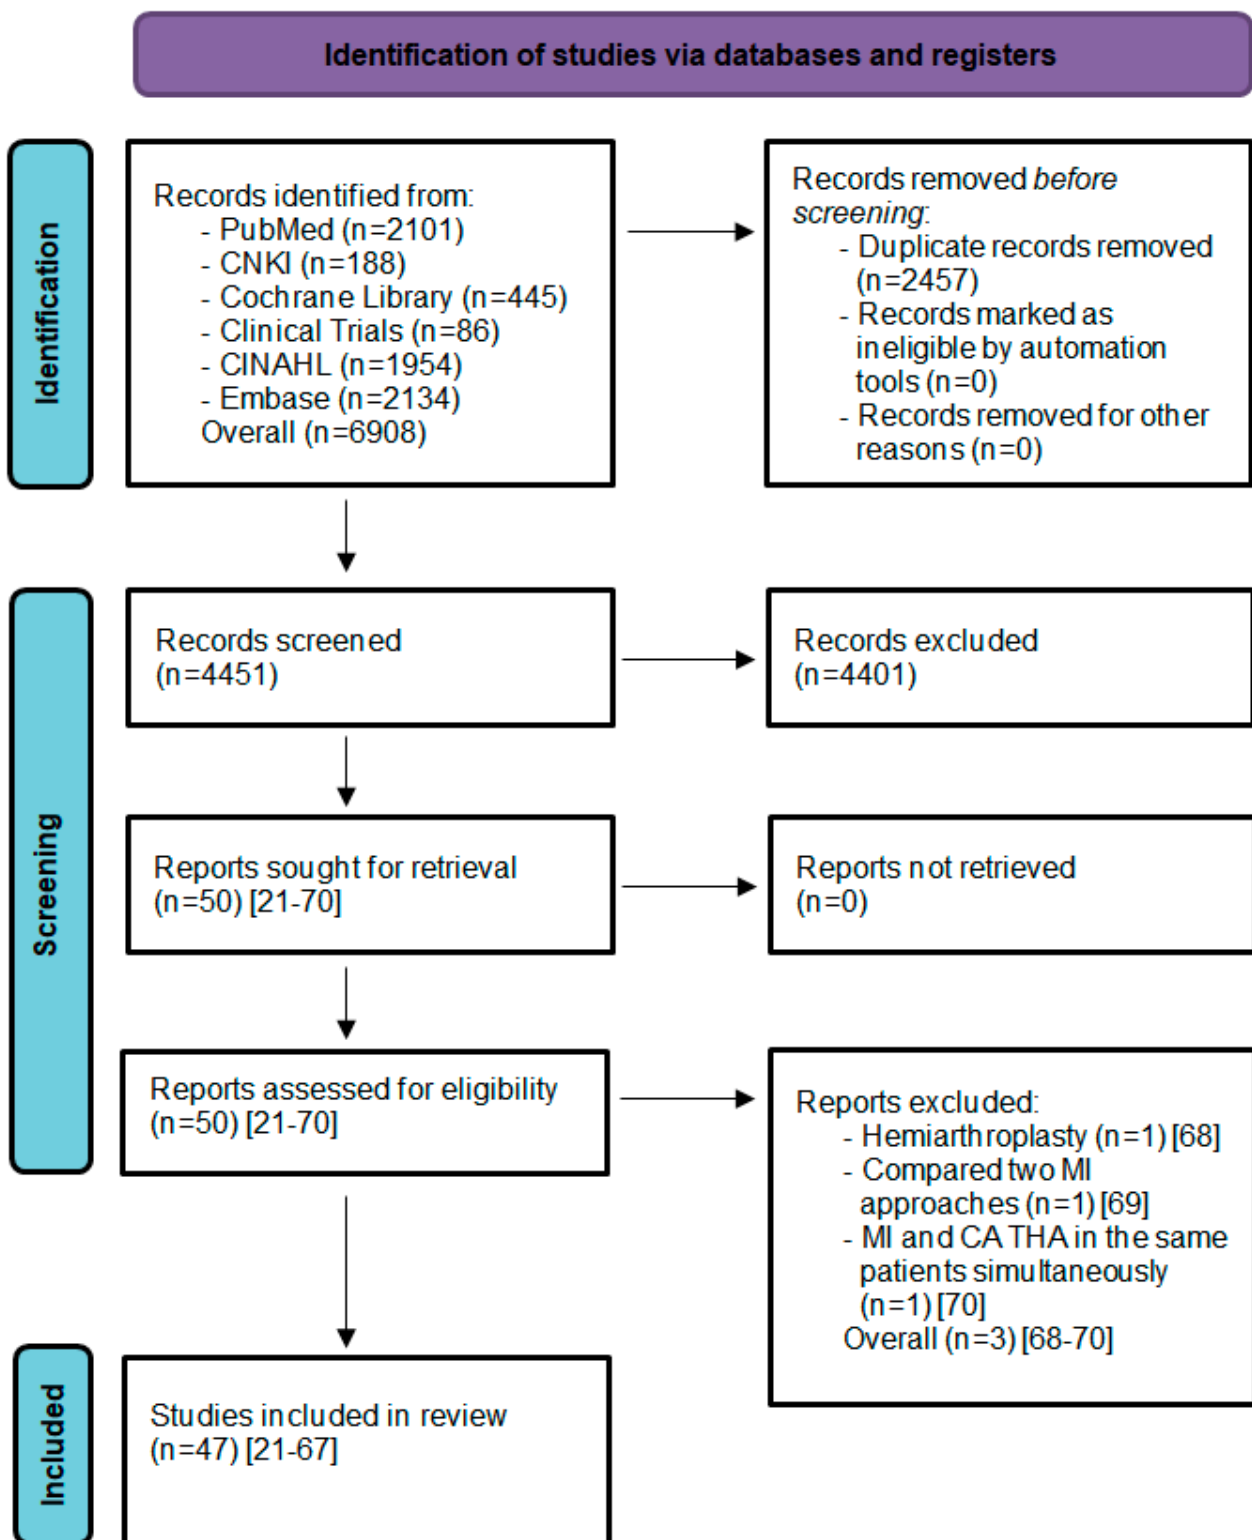 Identification of studies via databases and registers
Identification
Records identified from:
- PubMed (n=2101)
- CNKI (n=188)
- Cochrane Library (n=445)
- Clinical Trials (n=86)
- CINAHL (n=1954)
- Embase (n=2134)
Overall (n=6908)
Records removed before
screening:
- Duplicate records removed
(n=2457)
- Records marked as
ineligible by automation
tools (n=0)
- Records removed for other
reasons (n=0)
Screening
Records screened
(n=4451)
Records excluded
(n=4401)
Reports sought for retrieval
(n=50) [21-70]
Reports not retrieved
(n=0)
Reports assessed for eligibility
(n=50) [21-70]
Reports excluded:
- Hemiarthroplasty (n=1) [68]
- Compared two MI
approaches (n=1) [69]
- MI and CA THA in the same
patients simultaneously
(n=1) [70]
Overall (n=3) [68-70]
Included
Studies included in review
(n=47) [21-67]